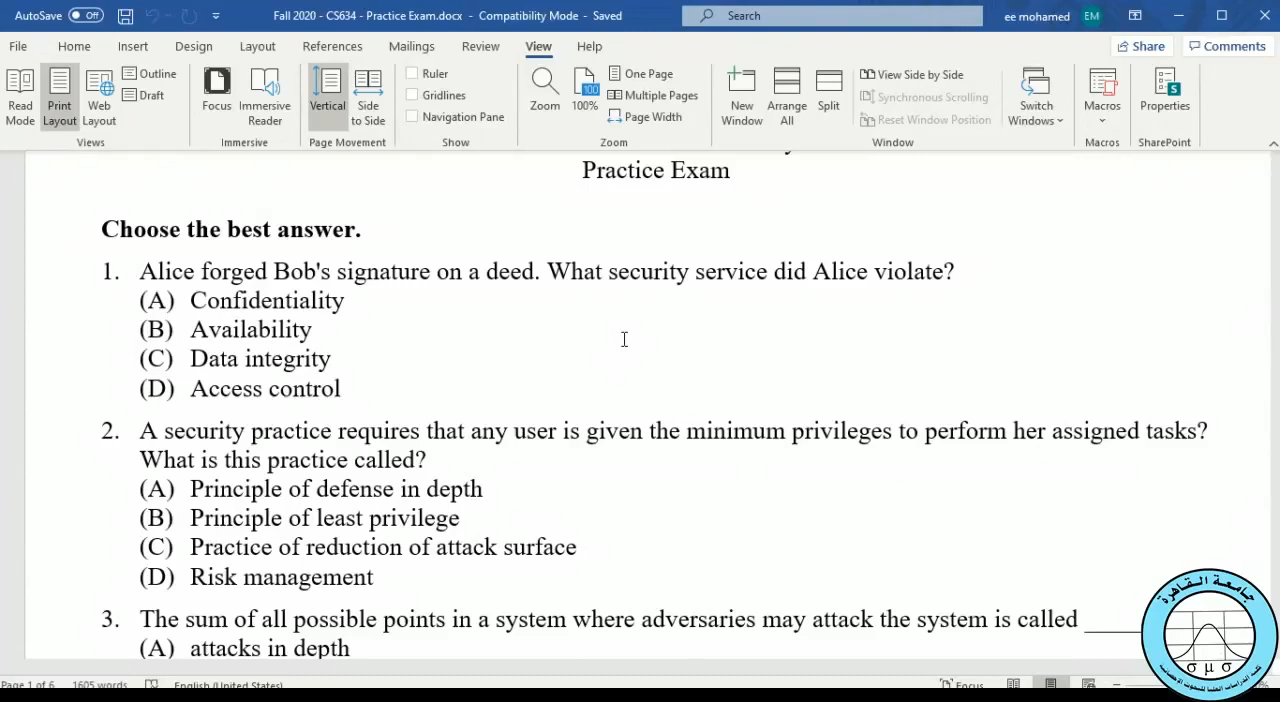 AutoSave Off Fall 2020 - CS634 - Practice Exam.docx - Compatibility Mode - Saved Search ee mohamed EM
File Home Insert Design Layout References Mailings Review View Help Share Comments
Read Mode
Print Layout
Web Layout
Outline
Draft
Views
Focus
Immersive Reader
Immersive
Vertical
Side to Side
Page Movement
Ruler
Gridlines
Navigation Pane
Show
Zoom
100
100%
One Page
Multiple Pages
Page Width
Zoom
New Window
Arrange All
Split
View Side by Side
Synchronous Scrolling
Reset Window Position
Window
Switch Windows
Macros
Macros
Properties
SharePoint
Practice Exam
Choose the best answer.
1. Alice forged Bob's signature on a deed. What security service did Alice violate?
(A) Confidentiality
(B) Availability
(C) Data integrity
(D) Access control
2. A security practice requires that any user is given the minimum privileges to perform her assigned tasks?
What is this practice called?
(A) Principle of defense in depth
(B) Principle of least privilege
(C) Practice of reduction of attack surface
(D) Risk management
3. The sum of all possible points in a system where adversaries may attack the system is called _____
(A) attacks in depth
جامعة القاهرة
σ μ σ
Page 1 of 6 1605 words English (United States) Focus